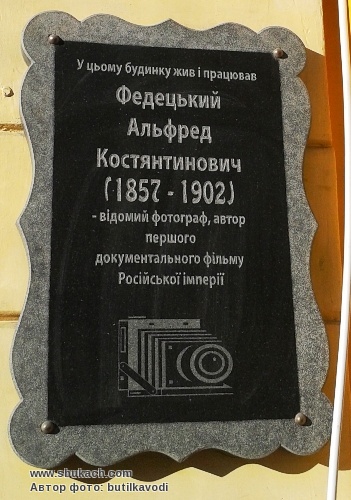 У цьому будинку жив і працював
Федецький
Альфред
Костянтинович
(1857 - 1902)
- відомий фотограф, автор
першого
документального фільму
Російської імперії
www.shukach.com
Автор фото: butilkavodi